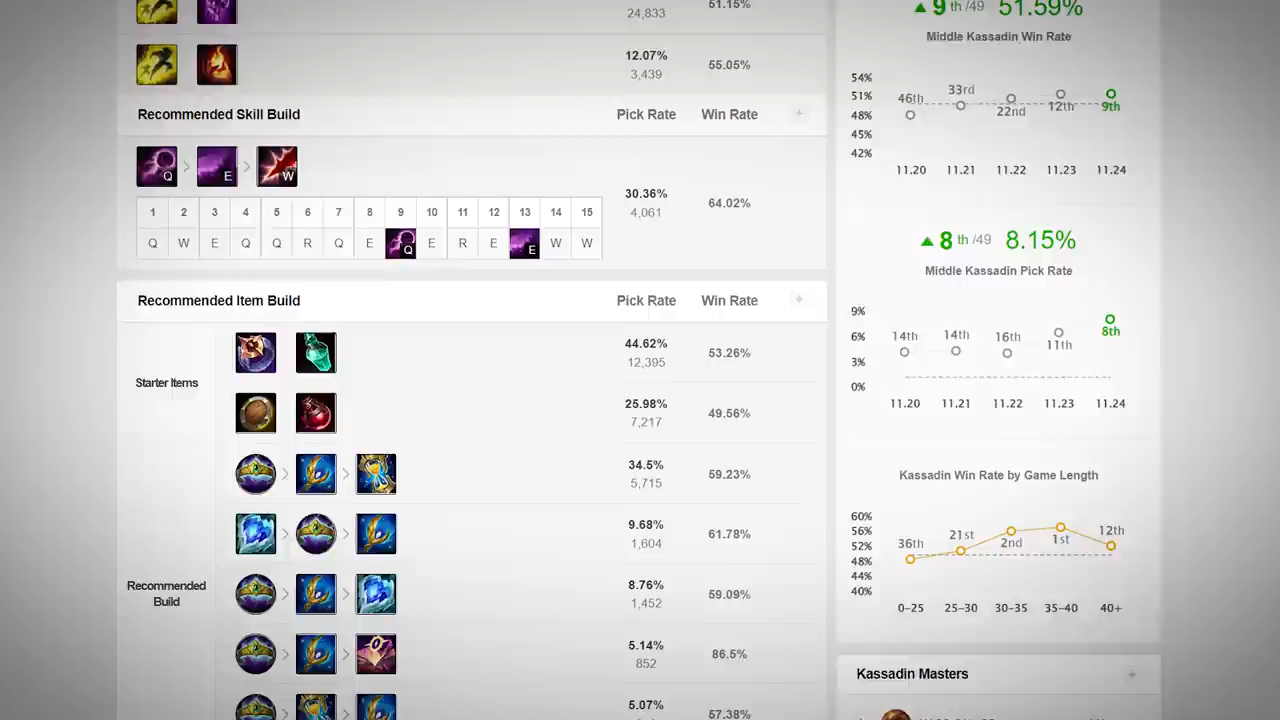 24,833
51.15%
12.07%
3,439
55.05%
Recommended Skill Build
Pick Rate
Win Rate
+
Q
E
W
1 2 3 4 5 6 7 8 9 10 11 12 13 14 15
Q W E Q Q R Q E Q E R E E W W
30.36%
4,061
64.02%
Recommended Item Build
Pick Rate
Win Rate
+
Starter Items
44.62%
12,395
53.26%
25.98%
7,217
49.56%
Recommended
Build
34.5%
5,715
59.23%
9.68%
1,604
61.78%
8.76%
1,452
59.09%
5.14%
852
86.5%
5.07%
57.38%
9 th /49 51.59%
Middle Kassadin Win Rate
54%
51%
48%
45%
42%
46th
33rd
22nd
12th
9th
11.20 11.21 11.22 11.23 11.24
8 th /49 8.15%
Middle Kassadin Pick Rate
9%
6%
3%
0%
14th
14th
16th
11th
8th
11.20 11.21 11.22 11.23 11.24
Kassadin Win Rate by Game Length
60%
56%
52%
48%
44%
40%
36th
21st
2nd
1st
12th
0-25 25-30 30-35 35-40 40+
Kassadin Masters
+